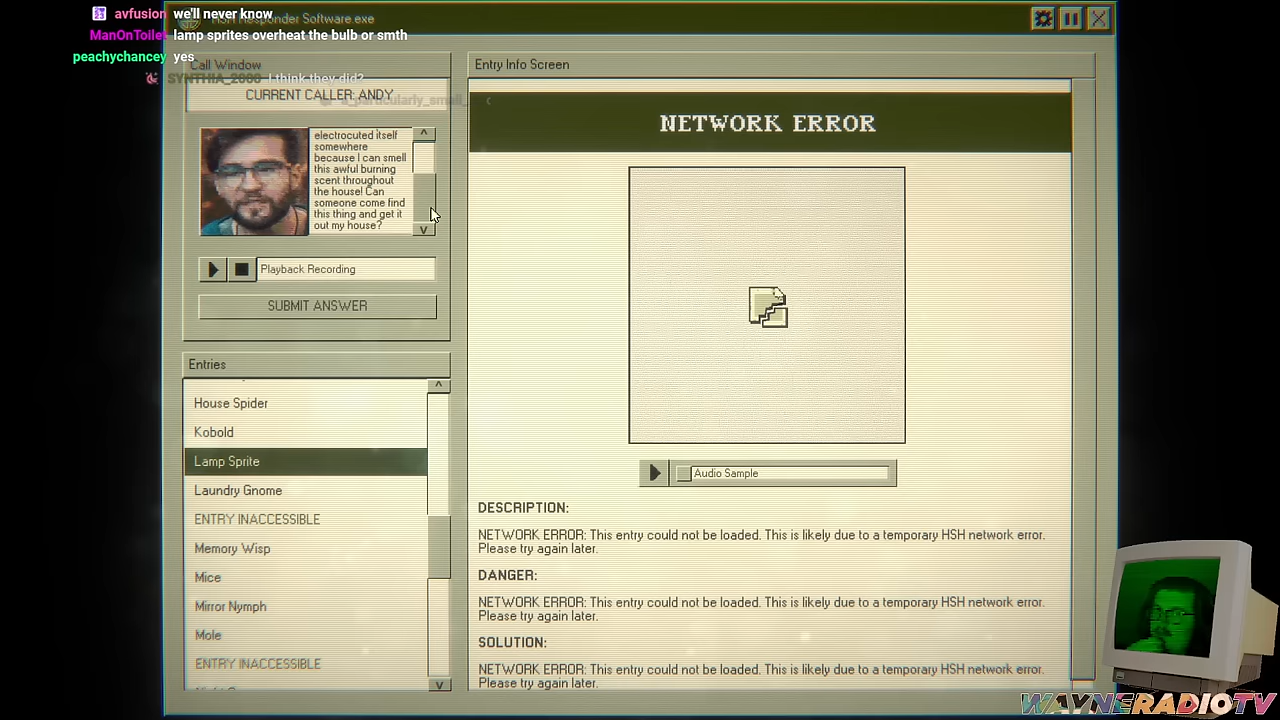 avfusion we'll never know
HSH Responder Software.exe
ManOnToilet lamp sprites overheat the bulb or smth
peachychancey yes
Call Window
Entry Info Screen
SYNTHIA_2000 I think they did?
CURRENT CALLER: ANDY
a_particularly_small_
NETWORK ERROR
electrocuted itself
somewhere
because I can smell
this awful burning
scent throughout
the house! Can
someone come find
this thing and get it
out my house?
Playback Recording
SUBMIT ANSWER
Entries
House Spider
Kobold
Lamp Sprite
Laundry Gnome
ENTRY INACCESSIBLE
Memory Wisp
Mice
Mirror Nymph
Mole
ENTRY INACCESSIBLE
Audio Sample
DESCRIPTION:
NETWORK ERROR: This entry could not be loaded. This is likely due to a temporary HSH network error.
Please try again later.
DANGER:
NETWORK ERROR: This entry could not be loaded. This is likely due to a temporary HSH network error.
Please try again later.
SOLUTION:
NETWORK ERROR: This entry could not be loaded. This is likely due to a temporary HSH network error.
Please try again later.
WAYNERADIOTV